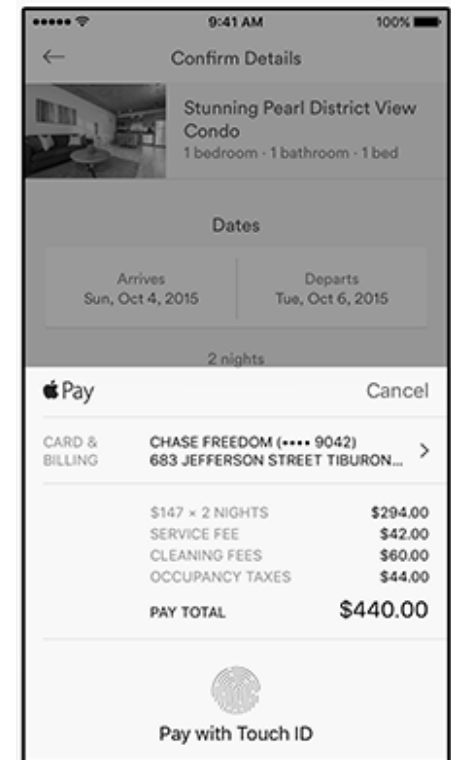 9:41 AM
100%
Confirm Details
Stunning Pearl District View
Condo
1 bedroom · 1 bathroom · 1 bed
Dates
Arrives
Sun, Oct 4, 2015
Departs
Tue, Oct 6, 2015
2 nights
Pay
Cancel
CARD &
BILLING
CHASE FREEDOM (•••• 9042)
683 JEFFERSON STREET TIBURON...
$147 × 2 NIGHTS $294.00
SERVICE FEE $42.00
CLEANING FEES $60.00
OCCUPANCY TAXES $44.00
PAY TOTAL $440.00
Pay with Touch ID